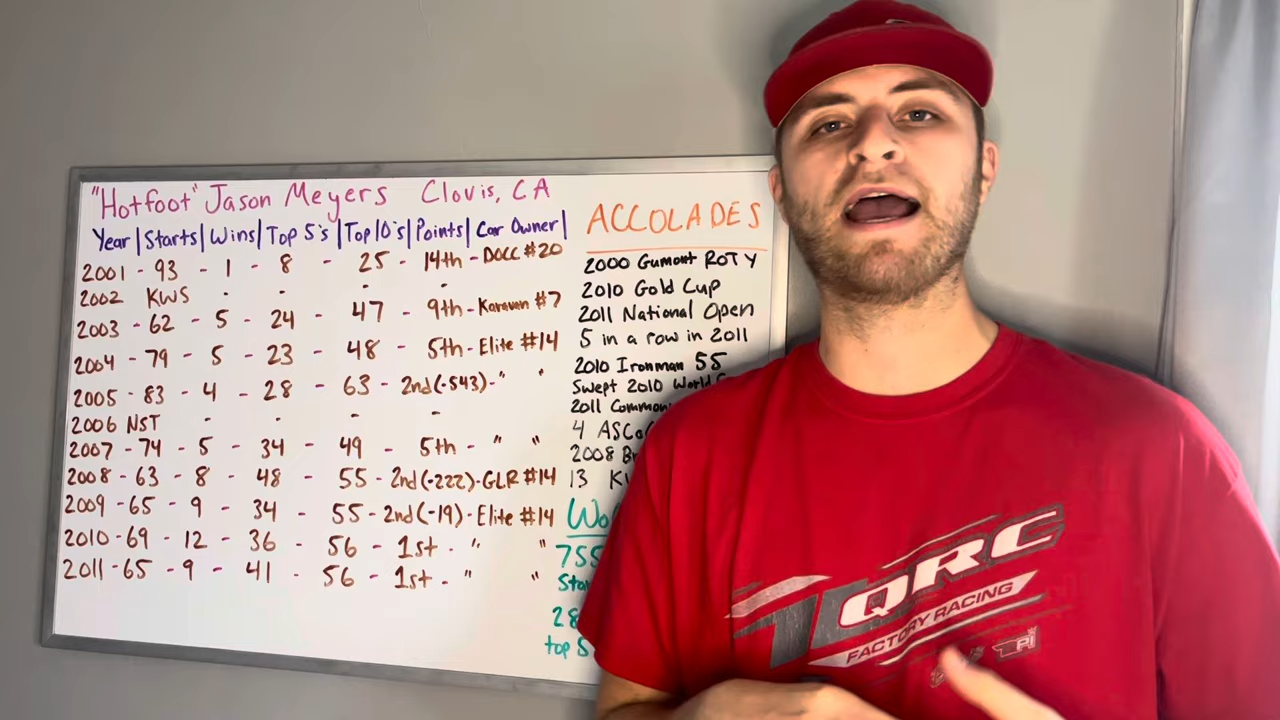 "Hotfoot" Jason Meyers Clovis, CA
Year | Starts | Wins | Top 5's | Top 10's | Points | Car Owner |
2001 - 93 - 1 - 8 - 25 - 14th - DOCC #20
2002 KWS - - - -
2003 - 62 - 5 - 24 - 47 - 9th - Karavan #7
2004 - 79 - 5 - 23 - 48 - 5th - Elite #14
2005 - 83 - 4 - 28 - 63 - 2nd (-543) - " "
2006 NST - - - -
2007 - 74 - 5 - 34 - 49 - 5th - " "
2008 - 63 - 8 - 48 - 55 - 2nd (-222) - GLR #14
2009 - 65 - 9 - 34 - 55 - 2nd (-19) - Elite #14
2010 - 69 - 12 - 36 - 56 - 1st - " "
2011 - 65 - 9 - 41 - 56 - 1st - " "
ACCOLADES
2000 Gumout ROTY
2010 Gold Cup
2011 National Open
5 in a row in 2011
2010 Ironman 55
Swept 2010 World
2011
4
2008
13
755
28
top 5
TORC
FACTORY RACING